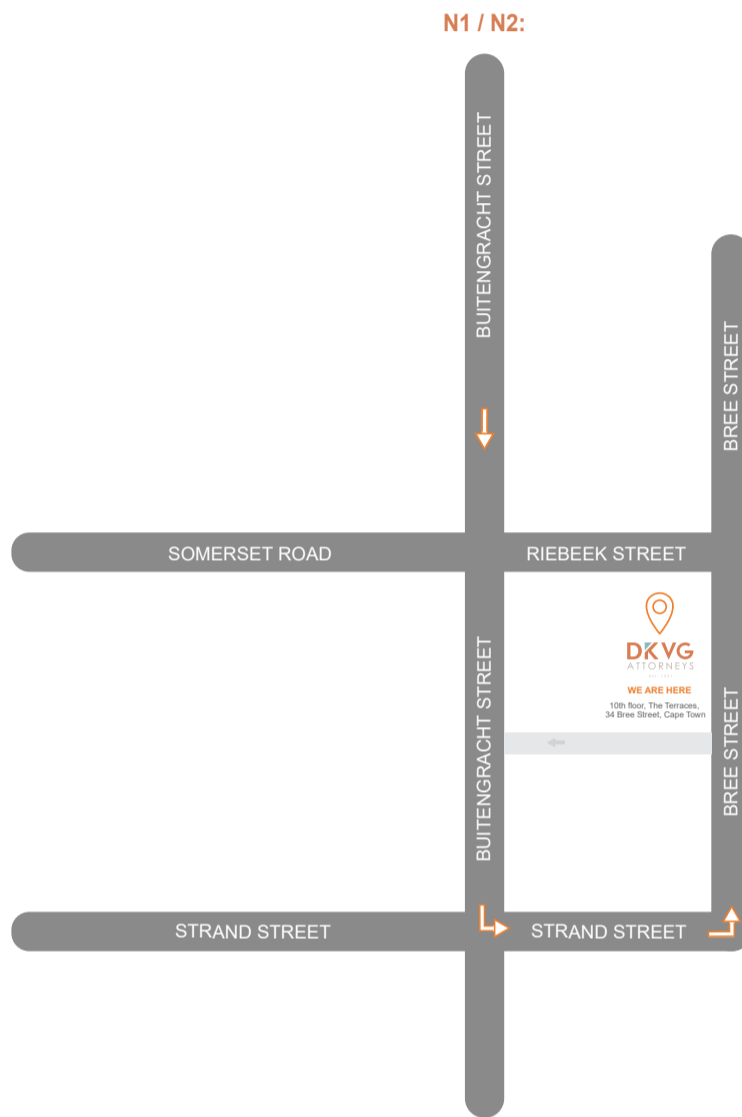 N1 / N2:
BUITENGRACHT STREET
BREE STREET
SOMERSET ROAD
RIEBEEK STREET
DKVG
ATTORNEYS
WE ARE HERE
10th floor, The Terraces,
34 Bree Street, Cape Town
BUITENGRACHT STREET
BREE STREET
STRAND STREET
STRAND STREET